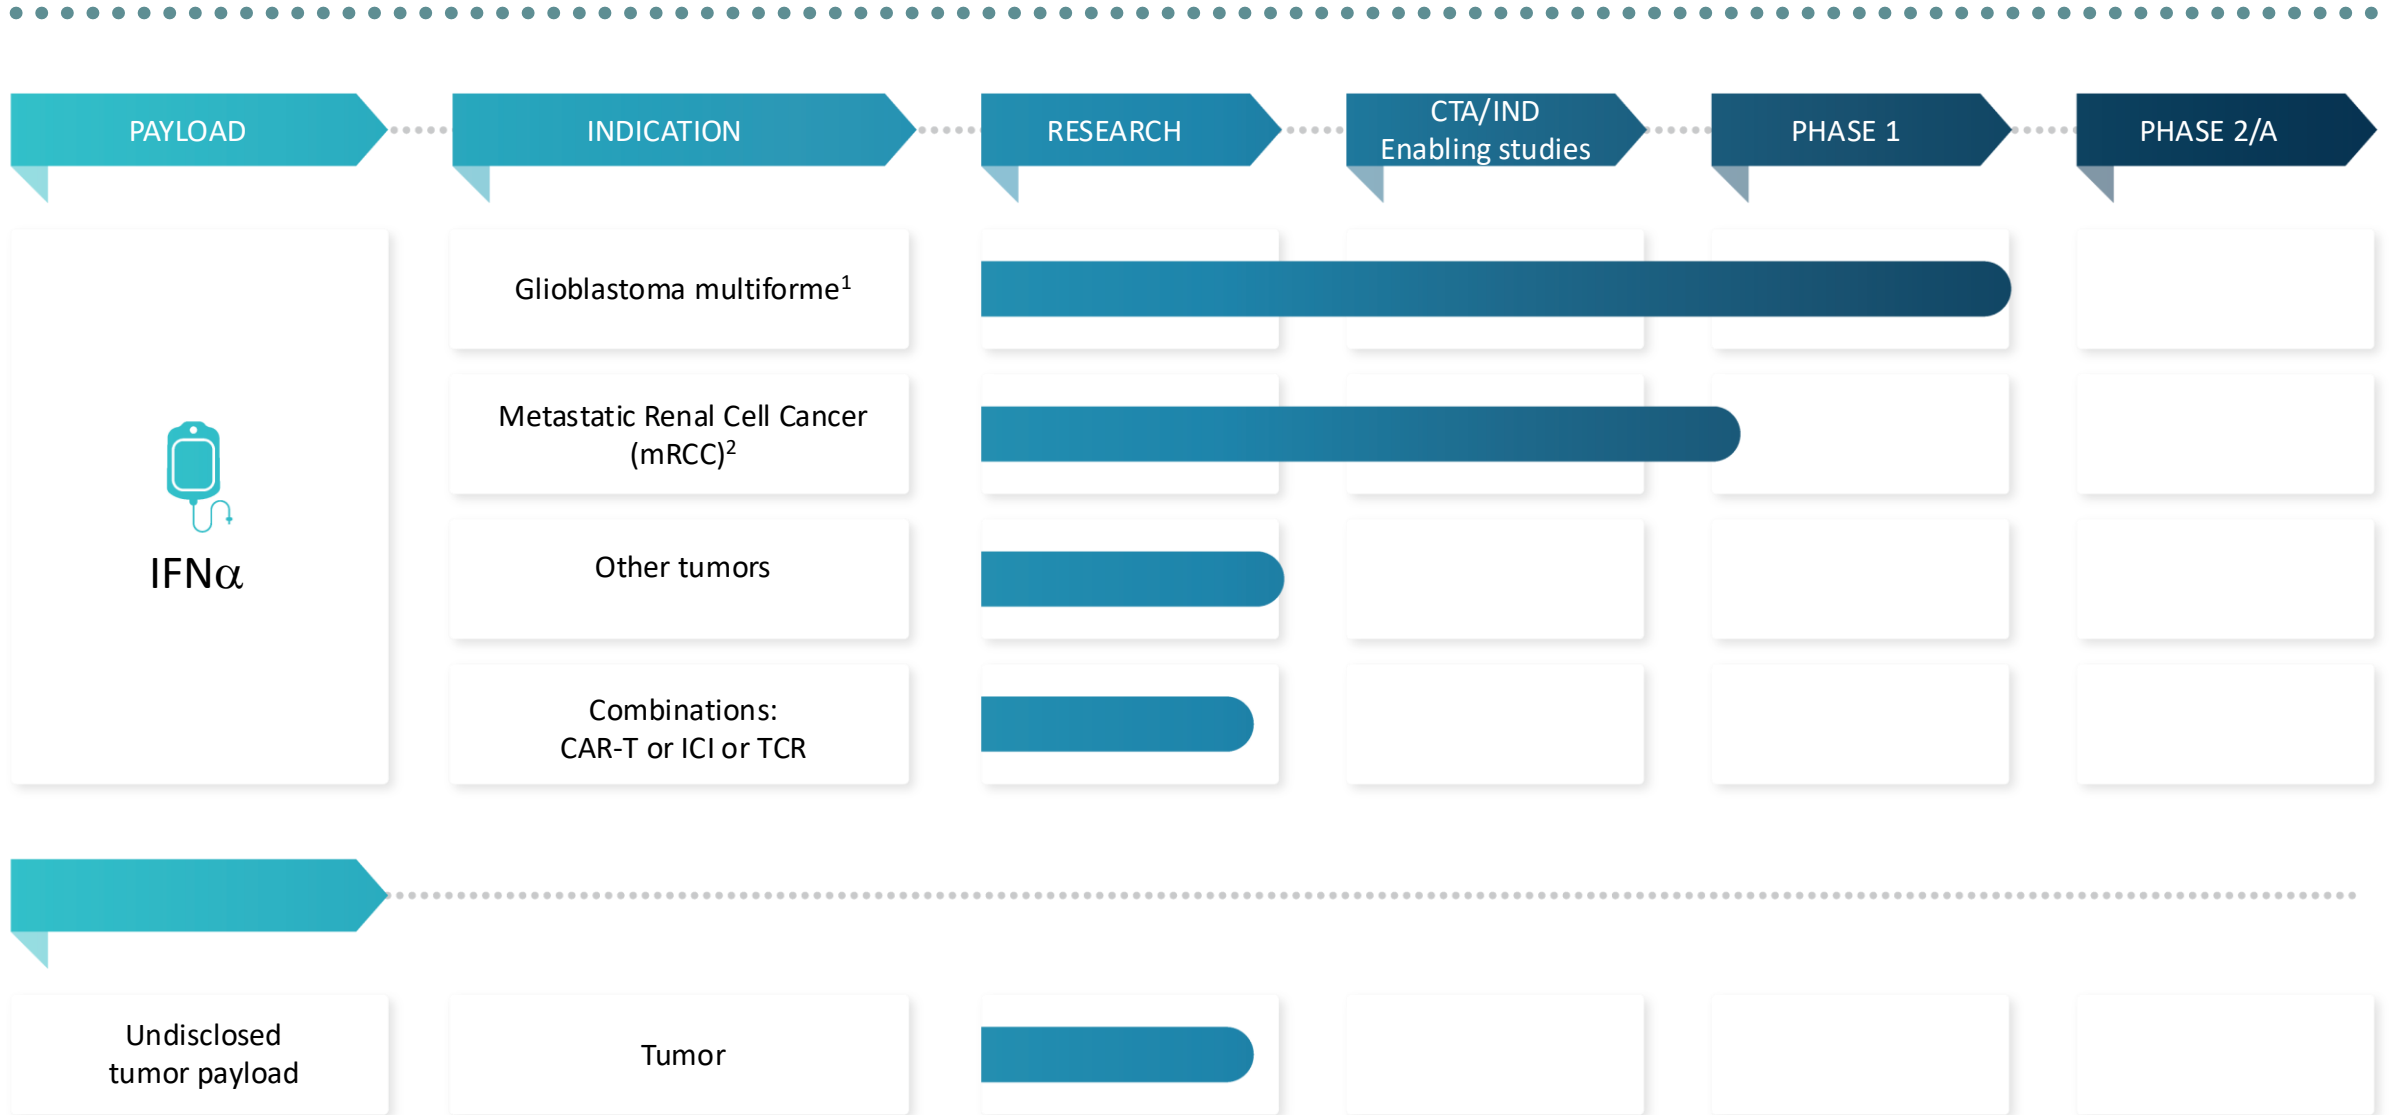 PAYLOAD
INDICATION
RESEARCH
CTA/IND
Enabling studies
PHASE 1
PHASE 2/A
Glioblastoma multiforme¹
Metastatic Renal Cell Cancer
(mRCC)²
IFNα
Other tumors
Combinations:
CAR-T or ICI or TCR
Undisclosed
tumor payload
Tumor